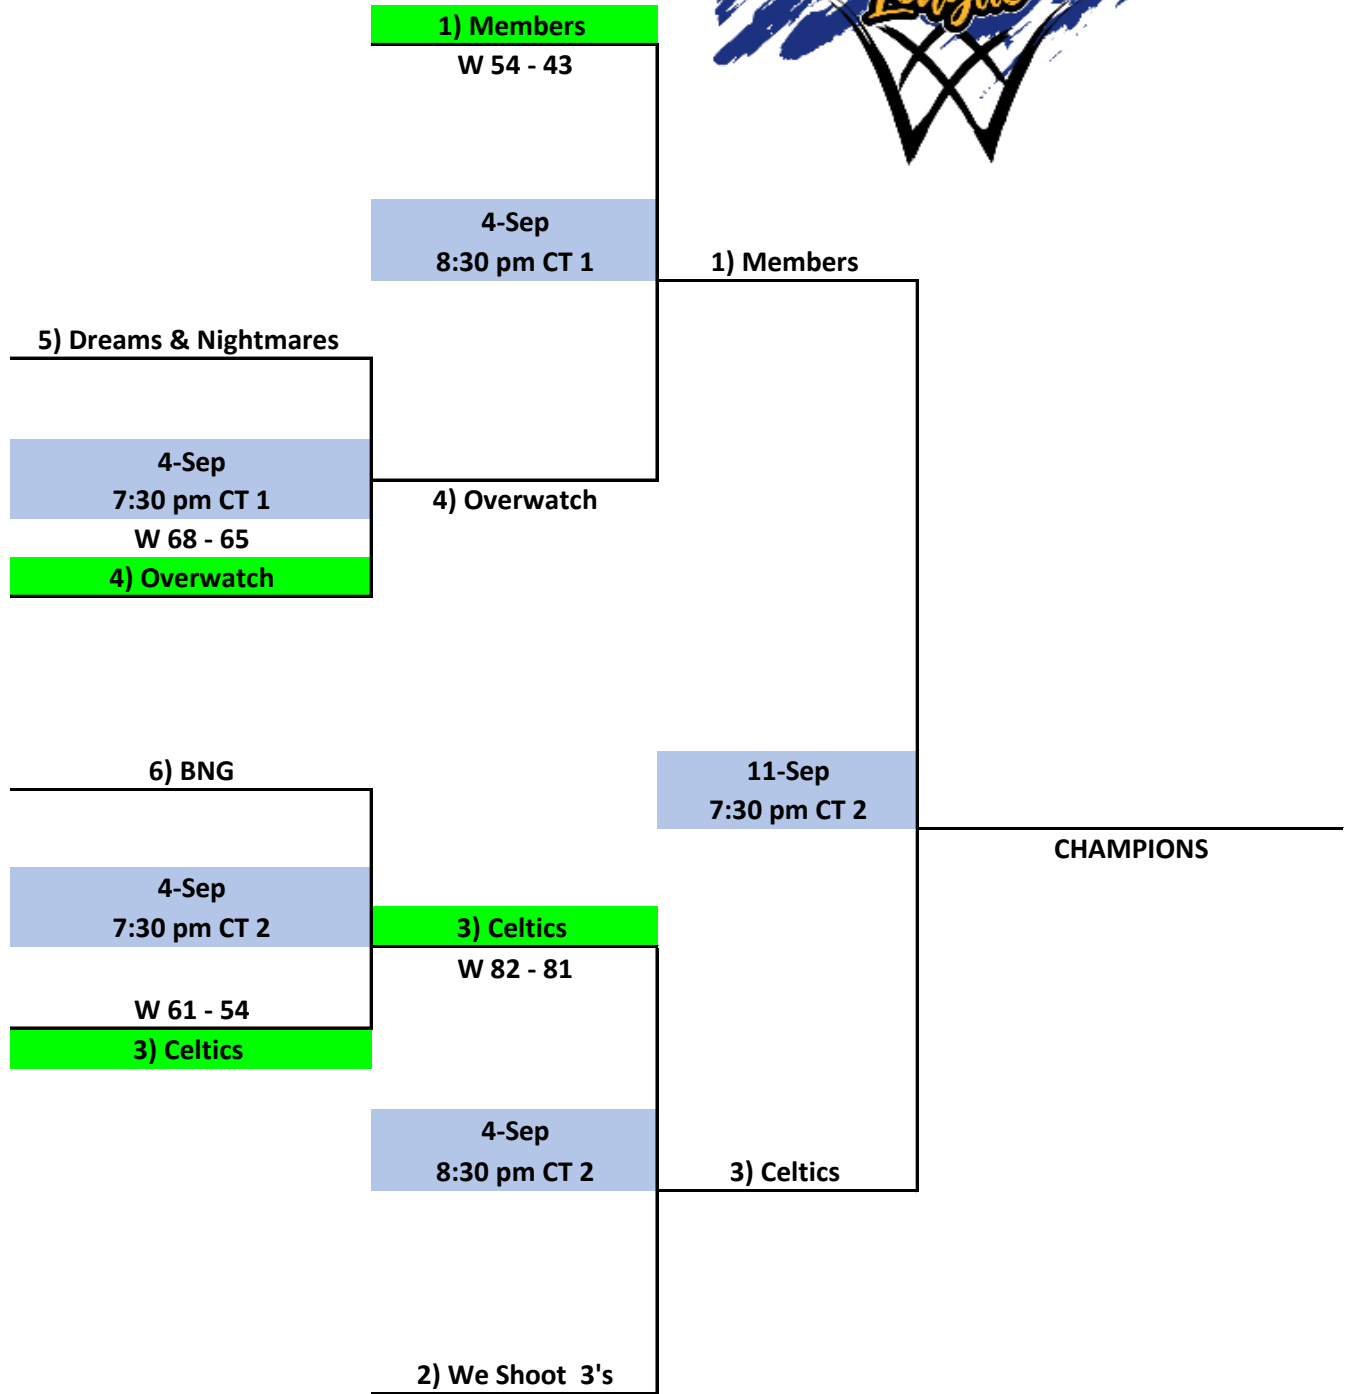 League
1) Members
W 54 - 43
4-Sep
8:30 pm CT 1
1) Members
5) Dreams & Nightmares
4-Sep
7:30 pm CT 1
W 68 - 65
4) Overwatch
4) Overwatch
6) BNG
11-Sep
7:30 pm CT 2
CHAMPIONS
4-Sep
7:30 pm CT 2
3) Celtics
W 82 - 81
W 61 - 54
3) Celtics
4-Sep
8:30 pm CT 2
3) Celtics
2) We Shoot  3's